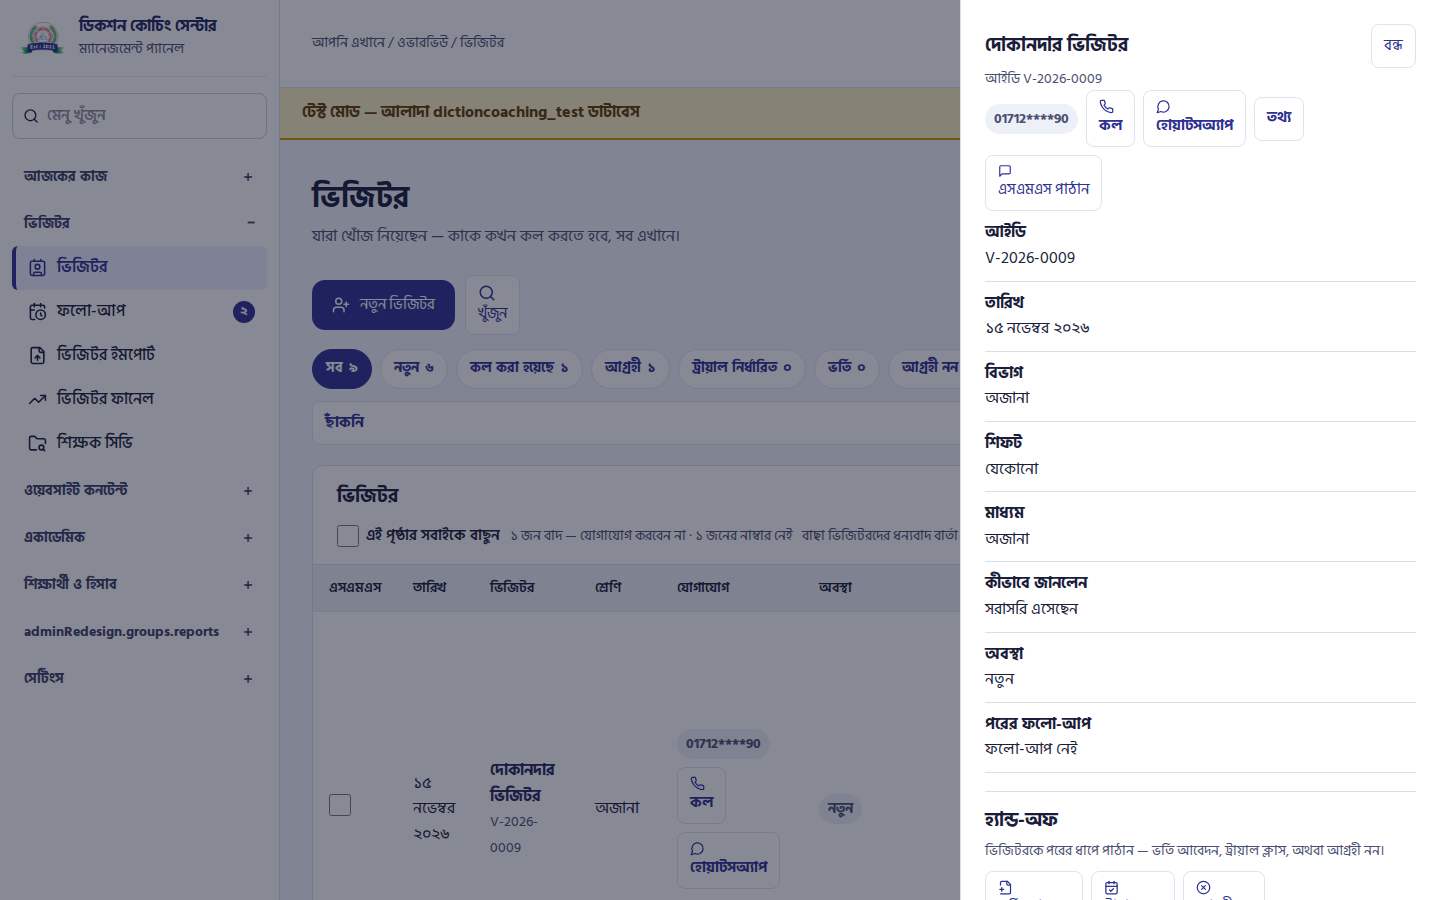 ডিকশন কোচিং সেন্টার
ম্যানেজমেন্ট প্যানেল
Est : 2011
মেনু খুঁজুন
আজকের কাজ +
ভিজিটর −
ভিজিটর
ফলো-আপ ২
ভিজিটর ইমপোর্ট
ভিজিটর ফানেল
শিক্ষক সিভি
ওয়েবসাইট কনটেন্ট +
একাডেমিক +
শিক্ষার্থী ও হিসাব +
adminRedesign.groups.reports +
সেটিংস +
আপনি এখানে / ওভারভিউ / ভিজিটর
টেস্ট মোড — আলাদা dictioncoaching_test ডাটাবেস
ভিজিটর
যারা খোঁজ নিয়েছেন — কাকে কখন কল করতে হবে, সব এখানে।
নতুন ভিজিটর
খুঁজুন
সব ৯ নতুন ৬ কল করা হয়েছে ১ আগ্রহী ১ ট্রায়াল নির্ধারিত ০ ভর্তি ০ আগ্রহী নন
ছাঁকনি
ভিজিটর
এই পৃষ্ঠার সবাইকে বাছুন ১ জন বাদ — যোগাযোগ করবেন না · ১ জনের নাম্বার নেই বাছা ভিজিটরদের ধন্যবাদ বার্তা
এসএমএস তারিখ ভিজিটর শ্রেণি যোগাযোগ অবস্থা
১৫
নভেম্বর
২০২৬
দোকানদার
ভিজিটর
V-2026-
0009
অজানা
01712****90
কল
হোয়াটসঅ্যাপ
নতুন
দোকানদার ভিজিটর
বন্ধ
আইডি V-2026-0009
01712****90 কল হোয়াটসঅ্যাপ তথ্য
এসএমএস পাঠান
আইডি
V-2026-0009
তারিখ
১৫ নভেম্বর ২০২৬
বিভাগ
অজানা
শিফট
যেকোনো
মাধ্যম
অজানা
কীভাবে জানলেন
সরাসরি এসেছেন
অবস্থা
নতুন
পরের ফলো-আপ
ফলো-আপ নেই
হ্যান্ড-অফ
ভিজিটরকে পরের ধাপে পাঠান — ভর্তি আবেদন, ট্রায়াল ক্লাস, অথবা আগ্রহী নন।